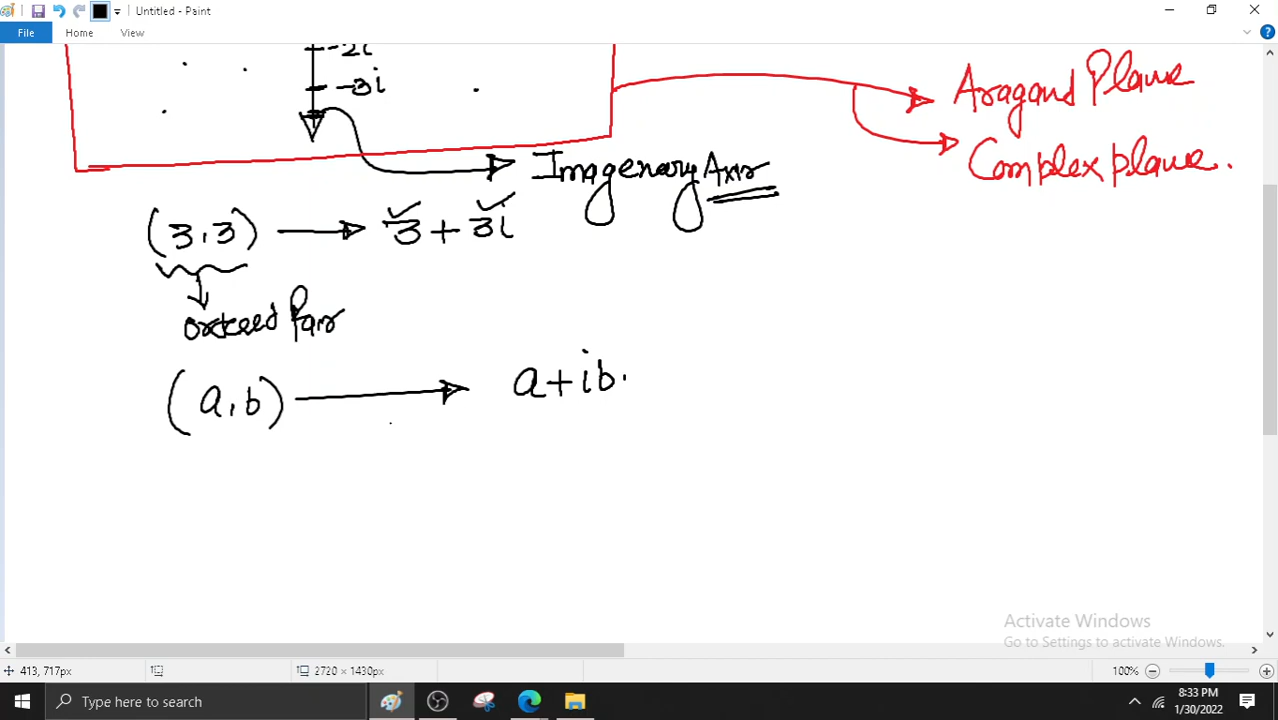 Untitled - Paint
File Home View
-2i
-3i
Aragand Plane
Complex plane.
Imagenary Axis
(3,3) → 3 + 3i
Pair
(a,b) → a+ib.
Activate Windows
Go to Settings to activate Windows.
413, 717px
2720 × 1430px
100%
Type here to search
8:33 PM
1/30/2022